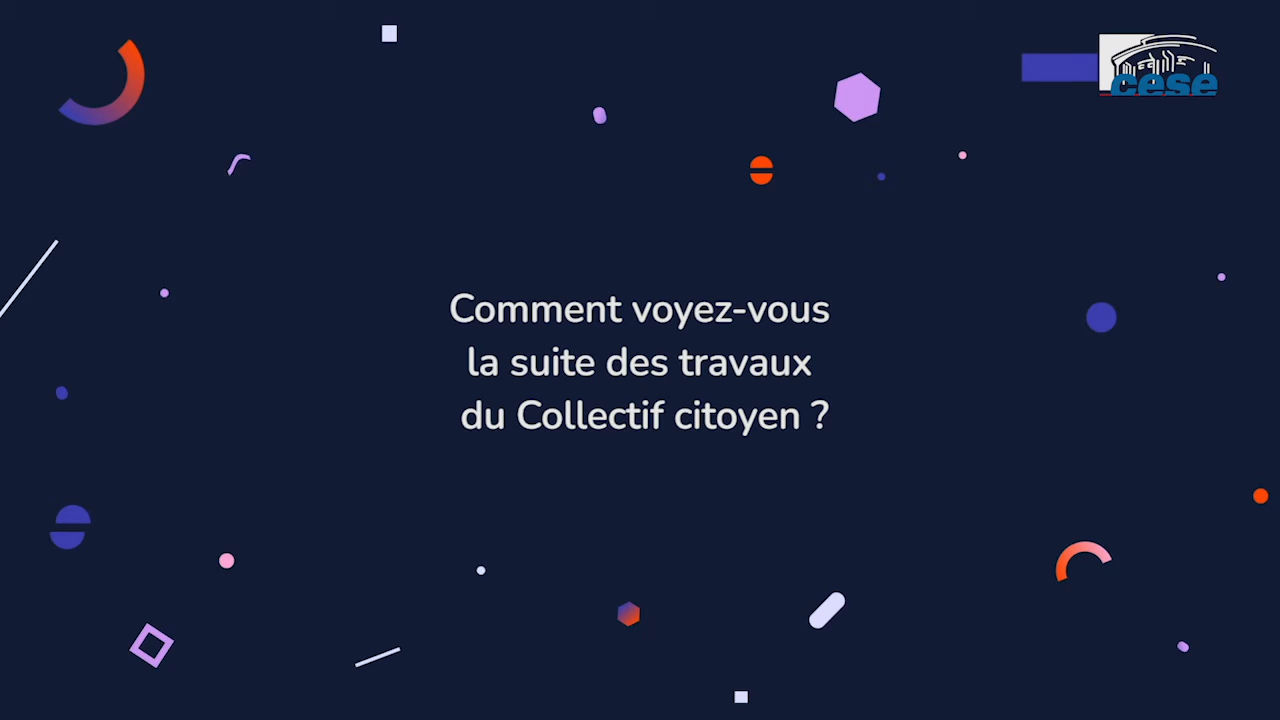 cese
Comment voyez-vous
la suite des travaux
du Collectif citoyen ?